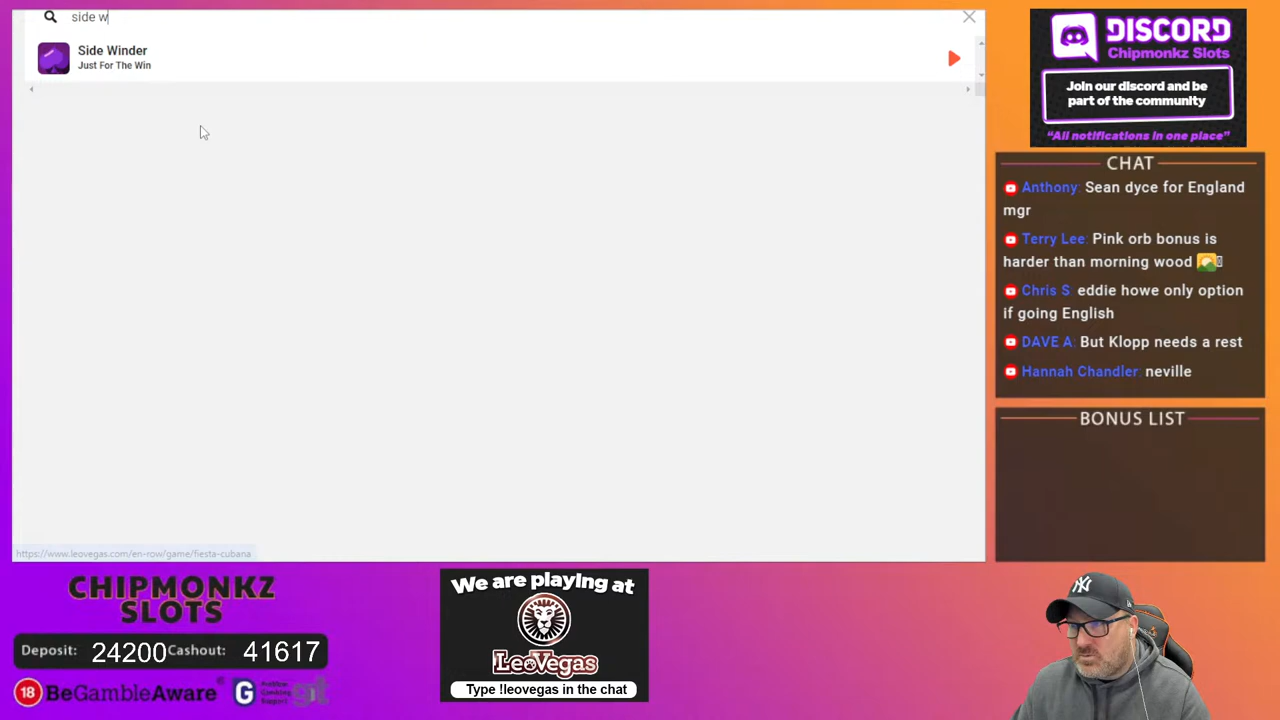 side w
Side Winder
Just For The Win
https://www.leovegas.com/en-row/game/fiesta-cubana
DISCORD
Chipmonkz Slots
Join our discord and be
part of the community
"All notifications in one place"
CHAT
Anthony: Sean dyce for England
mgr
Terry Lee: Pink orb bonus is
harder than morning wood
Chris S: eddie howe only option
if going English
DAVE A: But Klopp needs a rest
Hannah Chandler: neville
BONUS LIST
CHIPMONKZ
SLOTS
Deposit: 24200 Cashout: 41617
18 BeGambleAware
We are playing at
LeoVegas
Type !leovegas in the chat